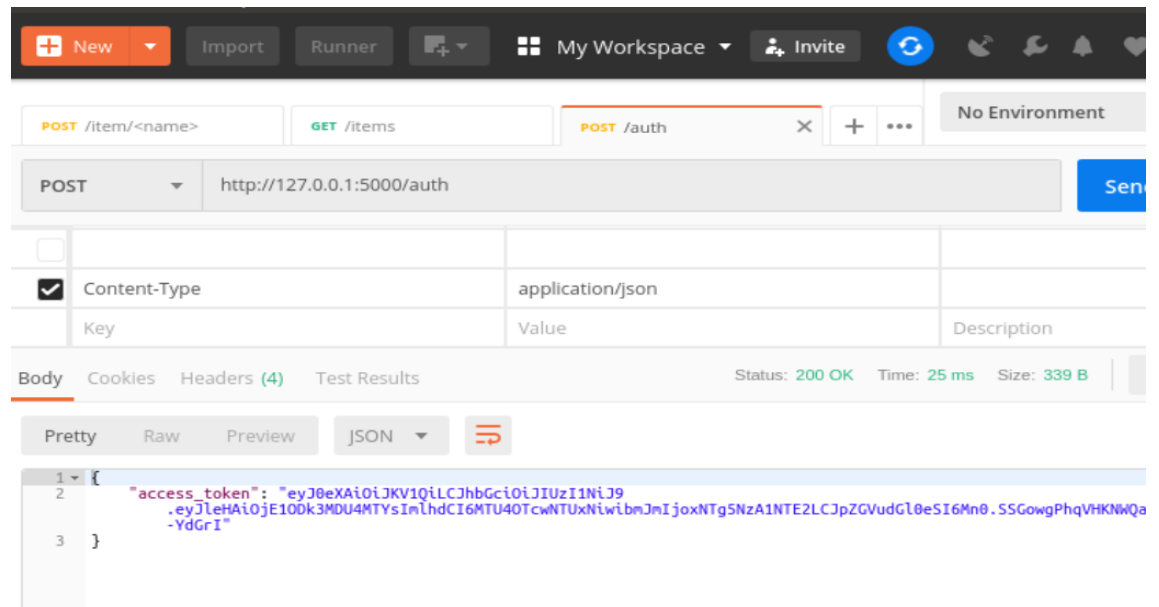 New Import Runner My Workspace Invite
POST /item/<name> GET /items POST /auth No Environment
POST http://127.0.0.1:5000/auth
Content-Type application/json
Key Value Description
Body Cookies Headers (4) Test Results Status: 200 OK Time: 25 ms Size: 339 B
Pretty Raw Preview JSON
1 {
2 "access_token": "eyJ0eXAiOiJKV1QiLCJhbGciOiJIUzI1NiJ9
.eyJleHAiOjE1ODk3MDU4MTYsImlhdCI6MTU4OTcwNTUxNiwibmJmIjoxNTg5NzA1NTE2LCJpZGVudGl0eSI6Mn0.SSGowgPhqVHKNWQa
-YdGrI"
3 }